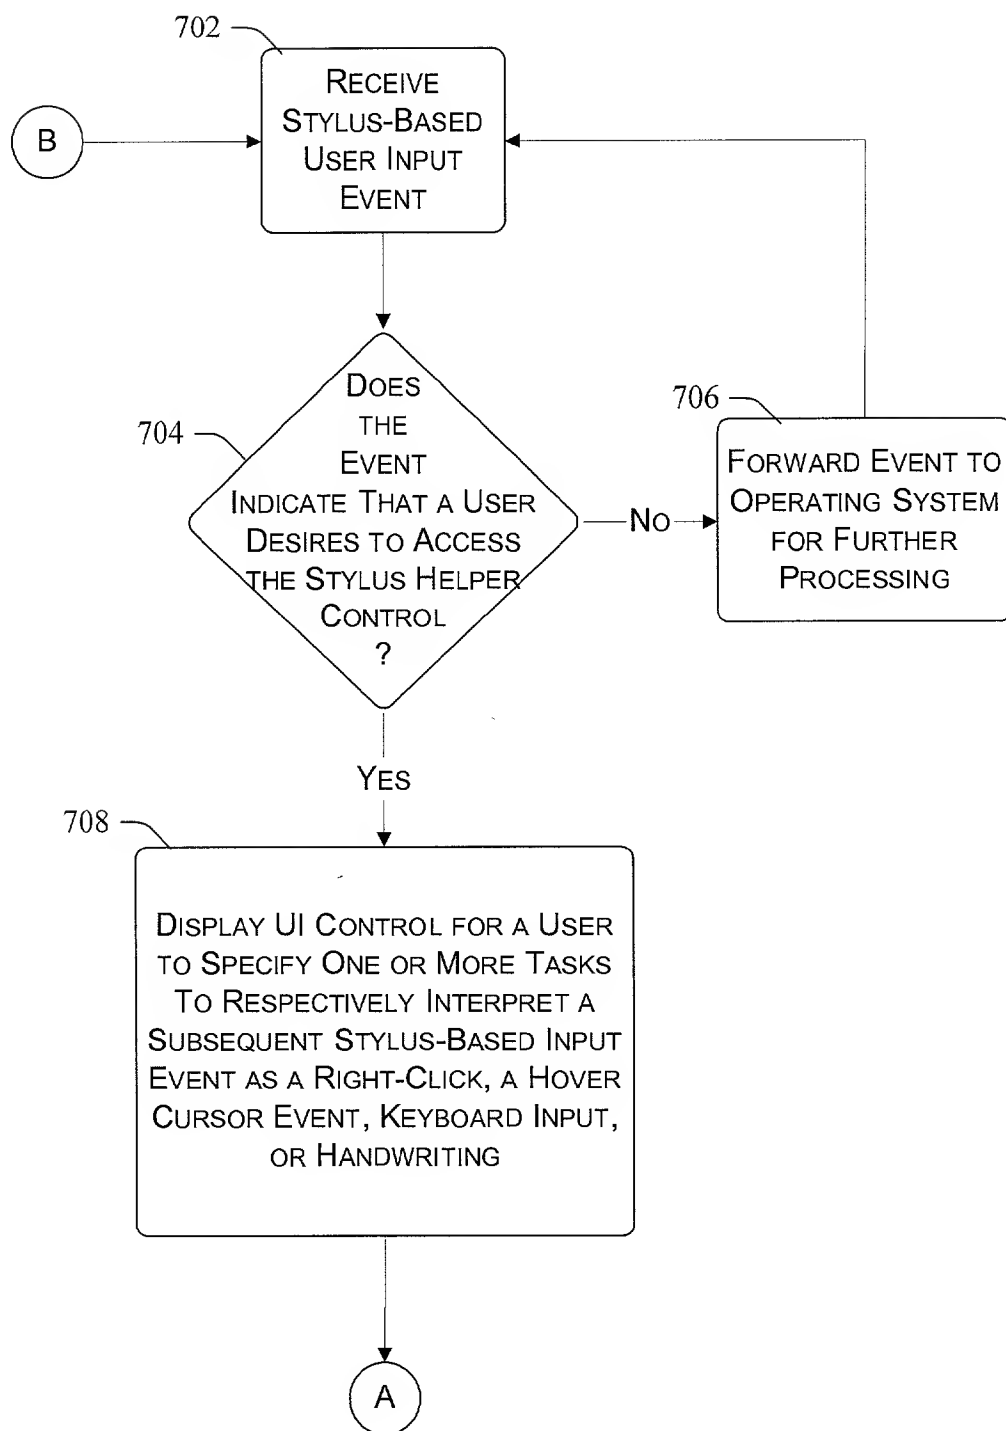 702
RECEIVE
STYLUS-BASED
USER INPUT
EVENT
B
704
DOES
THE
EVENT
INDICATE THAT A USER
DESIRES TO ACCESS
THE STYLUS HELPER
CONTROL
?
NO
706
FORWARD EVENT TO
OPERATING SYSTEM
FOR FURTHER
PROCESSING
YES
708
DISPLAY UI CONTROL FOR A USER
TO SPECIFY ONE OR MORE TASKS
TO RESPECTIVELY INTERPRET A
SUBSEQUENT STYLUS-BASED INPUT
EVENT AS A RIGHT-CLICK, A HOVER
CURSOR EVENT, KEYBOARD INPUT,
OR HANDWRITING
A